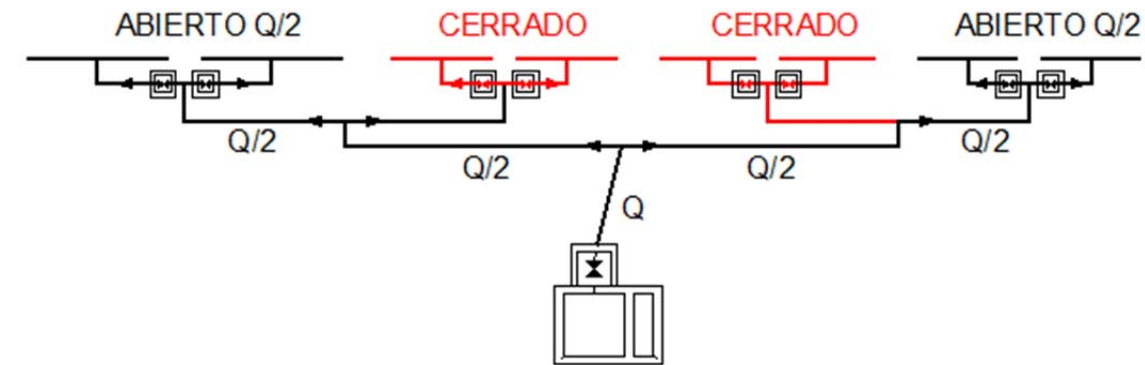 ABIERTO Q/2 CERRADO CERRADO ABIERTO Q/2
Q/2 Q/2
Q/2 Q/2
Q